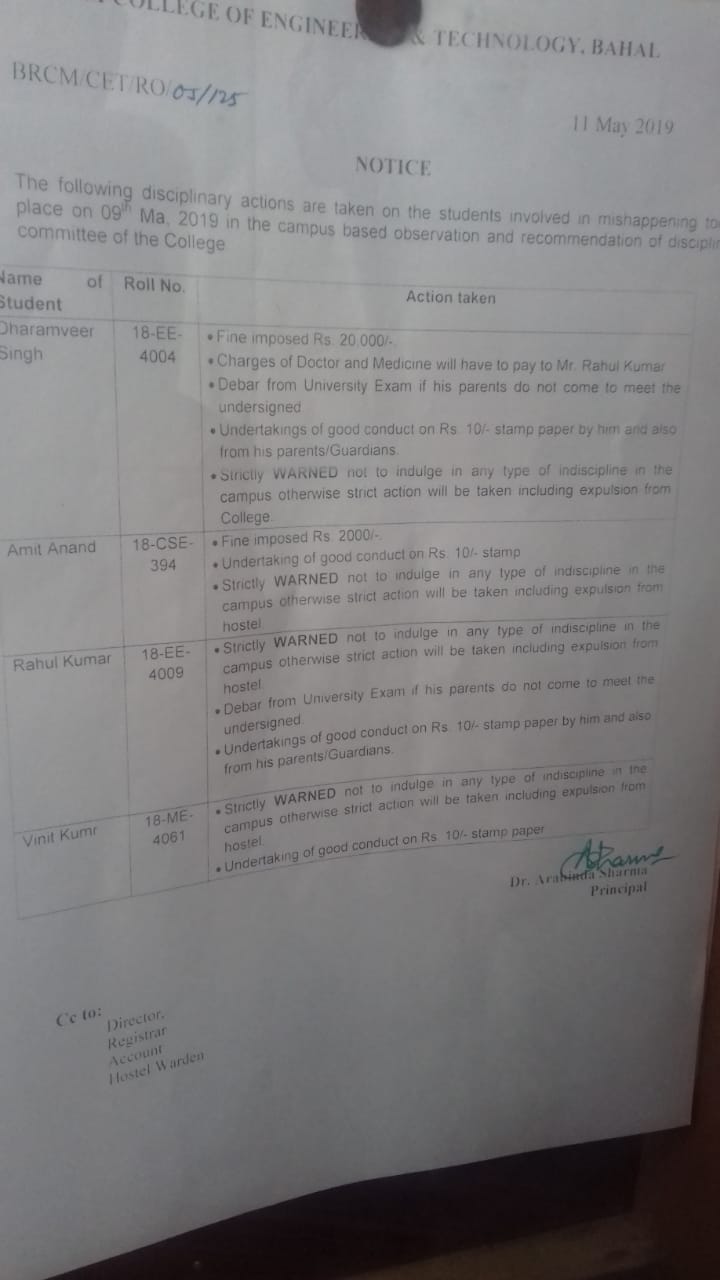 COLLEGE OF ENGINEER & TECHNOLOGY, BAHAL
BRCM/CET/RO/05/125
11 May 2019
NOTICE
The following disciplinary actions are taken on the students involved in mishappening to
place on 09th Ma, 2019 in the campus based observation and recommendation of disciplin
committee of the College
Name of Student
Roll No.
Action taken
Dharamveer Singh
18-EE-4004
• Fine imposed Rs. 20,000/-
• Charges of Doctor and Medicine will have to pay to Mr. Rahul Kumar
• Debar from University Exam if his parents do not come to meet the
undersigned.
• Undertakings of good conduct on Rs. 10/- stamp paper by him and also
from his parents/Guardians.
• Strictly WARNED not to indulge in any type of indiscipline in the
campus otherwise strict action will be taken including expulsion from
College.
Amit Anand
18-CSE-394
• Fine imposed Rs. 2000/-.
• Undertaking of good conduct on Rs. 10/- stamp
• Strictly WARNED not to indulge in any type of indiscipline in the
campus otherwise strict action will be taken including expulsion from
hostel.
Rahul Kumar
18-EE-4009
• Strictly WARNED not to indulge in any type of indiscipline in the
campus otherwise strict action will be taken including expulsion from
hostel.
• Debar from University Exam if his parents do not come to meet the
undersigned.
• Undertakings of good conduct on Rs. 10/- stamp paper by him and also
from his parents/Guardians.
Vinit Kumr
18-ME-4061
• Strictly WARNED not to indulge in any type of indiscipline in the
campus otherwise strict action will be taken including expulsion from
hostel.
• Undertaking of good conduct on Rs. 10/- stamp paper
Dr. Arabinda Sharma
Principal
Cc to:
Director,
Registrar
Account
Hostel Warden